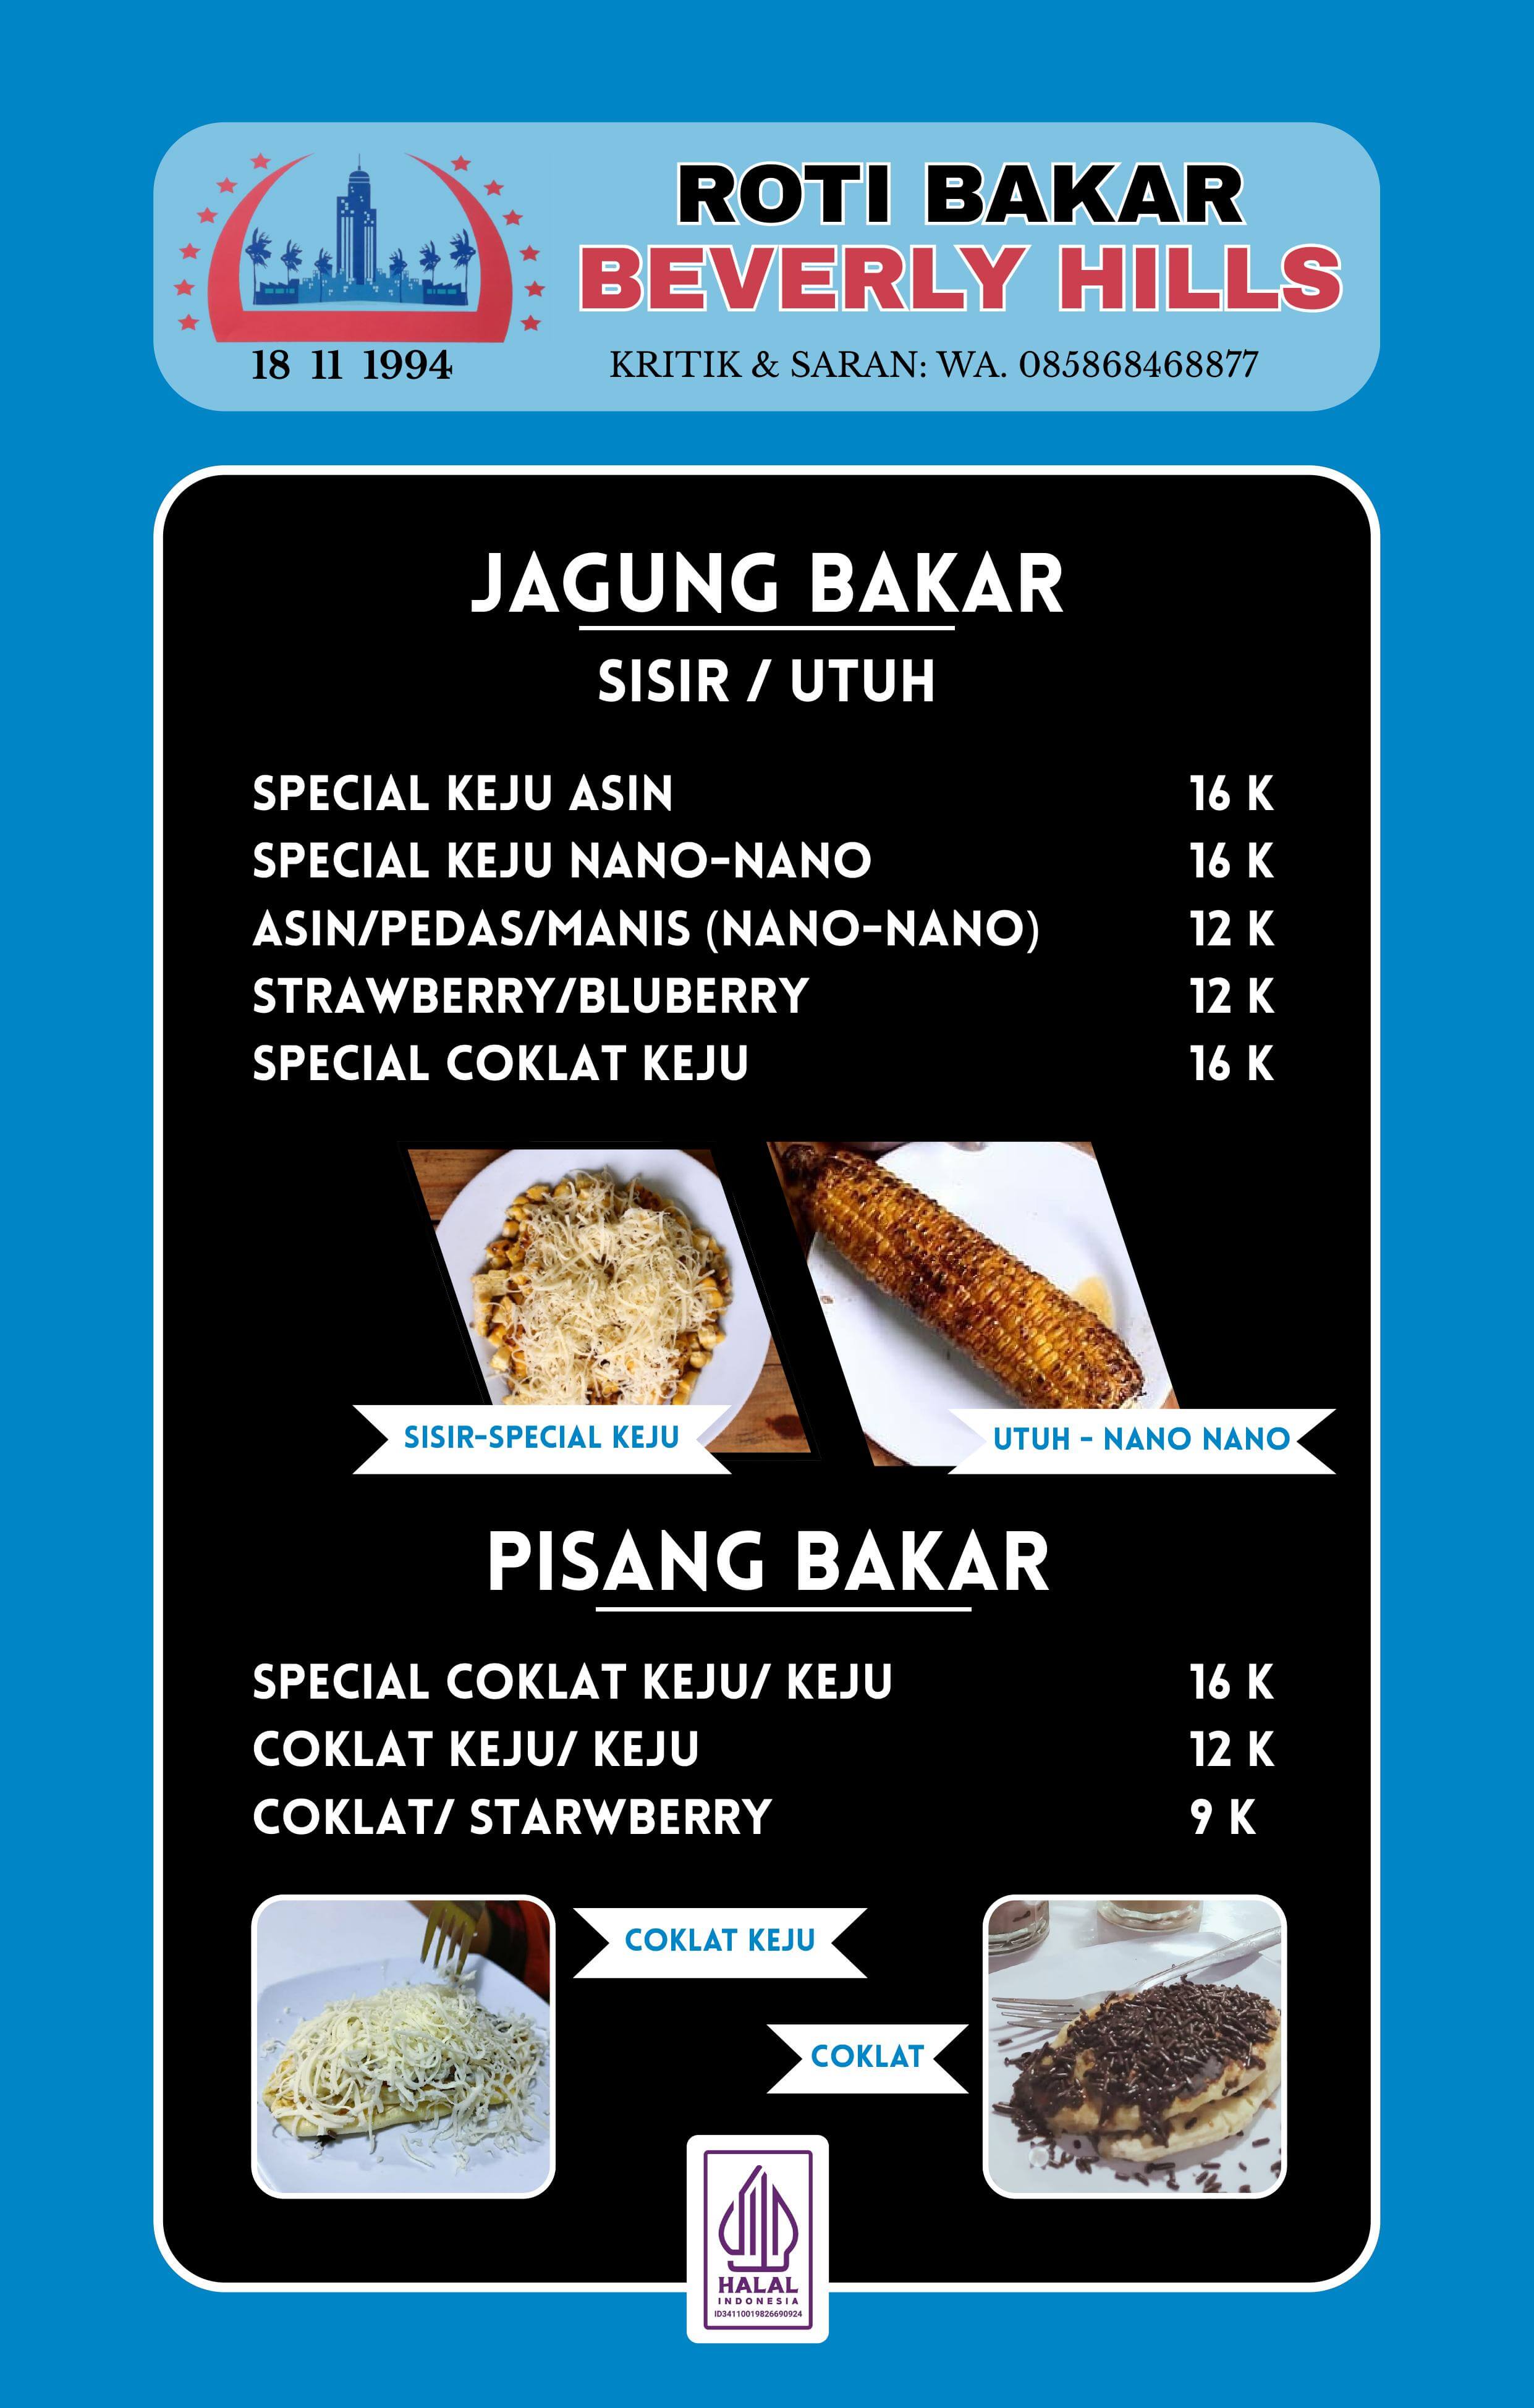 ROTI BAKAR
BEVERLY HILLS
18 11 1994
KRITIK & SARAN: WA. 085868468877
JAGUNG BAKAR
SISIR / UTUH
SPECIAL KEJU ASIN 16 K
SPECIAL KEJU NANO-NANO 16 K
ASIN/PEDAS/MANIS (NANO-NANO) 12 K
STRAWBERRY/BLUBERRY 12 K
SPECIAL COKLAT KEJU 16 K
SISIR-SPECIAL KEJU
UTUH - NANO NANO
PISANG BAKAR
SPECIAL COKLAT KEJU/ KEJU 16 K
COKLAT KEJU/ KEJU 12 K
COKLAT/ STARWBERRY 9 K
COKLAT KEJU
COKLAT
HALAL
INDONESIA
ID34110019826690924